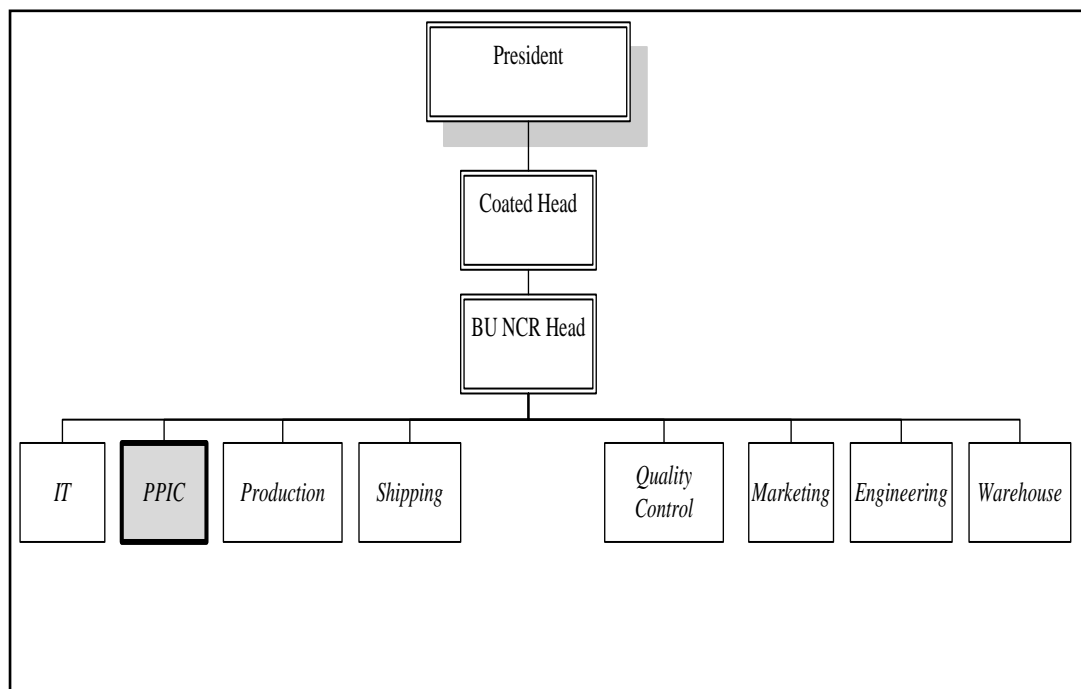 President
Coated Head
BU NCR Head
IT
PPIC
Production
Shipping
Quality
Control
Marketing
Engineering
Warehouse